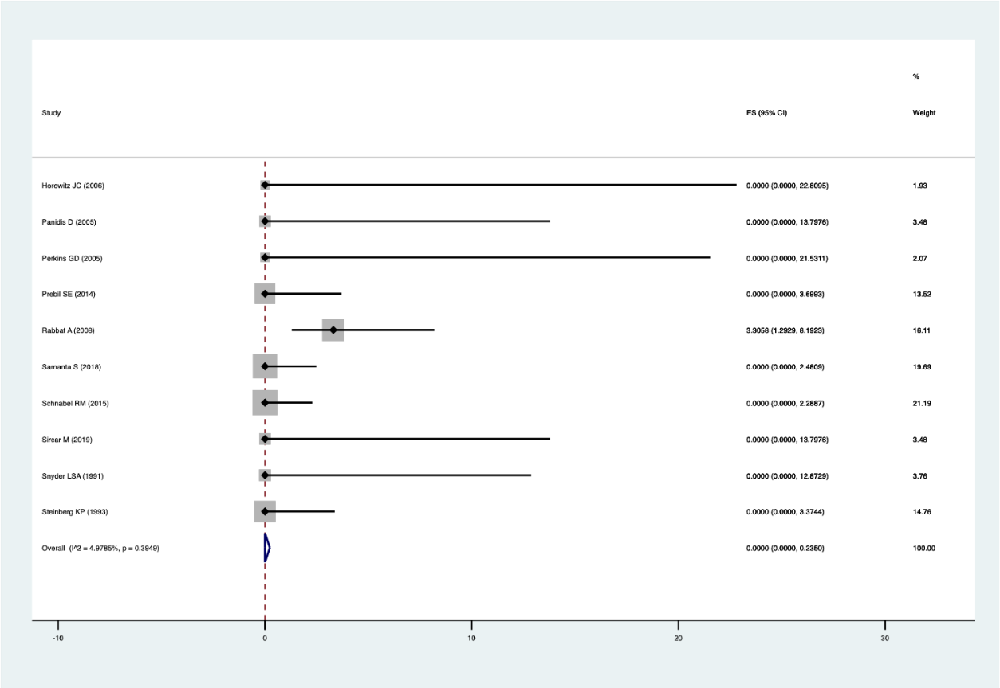 %
Study ES (95% CI) Weight
Horowitz JC (2006) 0.0000 (0.0000, 22.8095) 1.93
Panidis D (2005) 0.0000 (0.0000, 13.7976) 3.48
Perkins GD (2005) 0.0000 (0.0000, 21.5311) 2.07
Prebil SE (2014) 0.0000 (0.0000, 3.6993) 13.52
Rabbat A (2008) 3.3058 (1.2929, 8.1923) 16.11
Samanta S (2018) 0.0000 (0.0000, 2.4809) 19.69
Schnabel RM (2015) 0.0000 (0.0000, 2.2887) 21.19
Sircar M (2019) 0.0000 (0.0000, 13.7976) 3.48
Snyder LSA (1991) 0.0000 (0.0000, 12.8729) 3.76
Steinberg KP (1993) 0.0000 (0.0000, 3.3744) 14.76
Overall (I^2 = 4.9785%, p = 0.3949) 0.0000 (0.0000, 0.2350) 100.00
-10 0 10 20 30